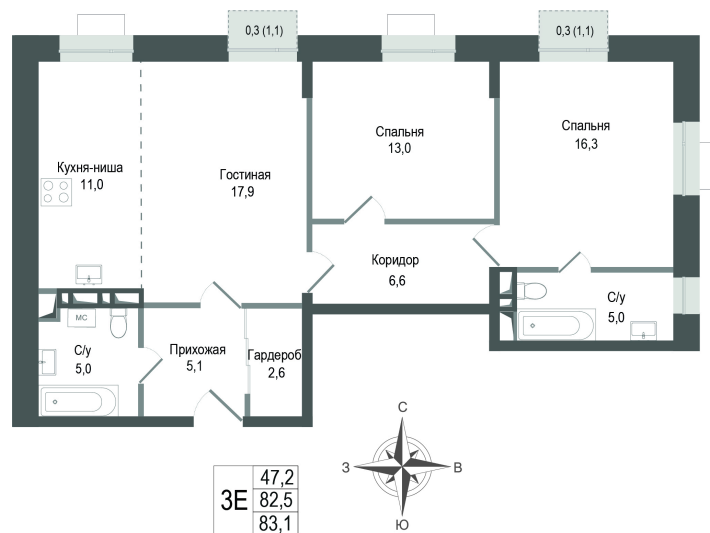 0,3 (1,1)
0,3 (1,1)
Спальня
13,0
Спальня
16,3
Кухня-ниша
11,0
Гостиная
17,9
Коридор
6,6
С/у
5,0
МС
С/у
5,0
Прихожая
5,1
Гардероб
2,6
С
З
В
Ю
3Е
47,2
82,5
83,1